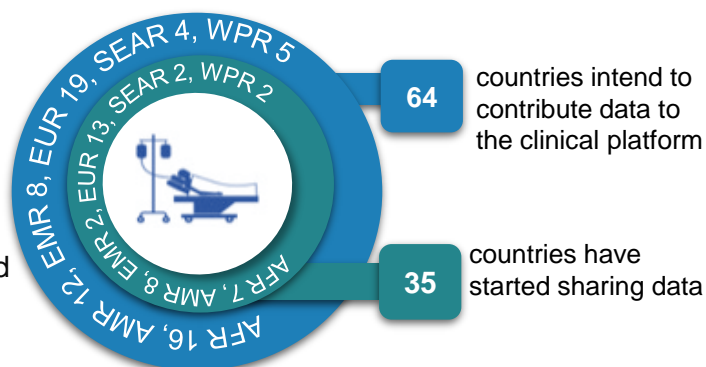 AFR 16, AMR 12, EMR 8, EUR 19, SEAR 4, WPR 5
AFR 7, AMR 8, EMR 2, EUR 13, SEAR 2, WPR 2
64
countries intend to
contribute data to
the clinical platform
35
countries have
started sharing data
d